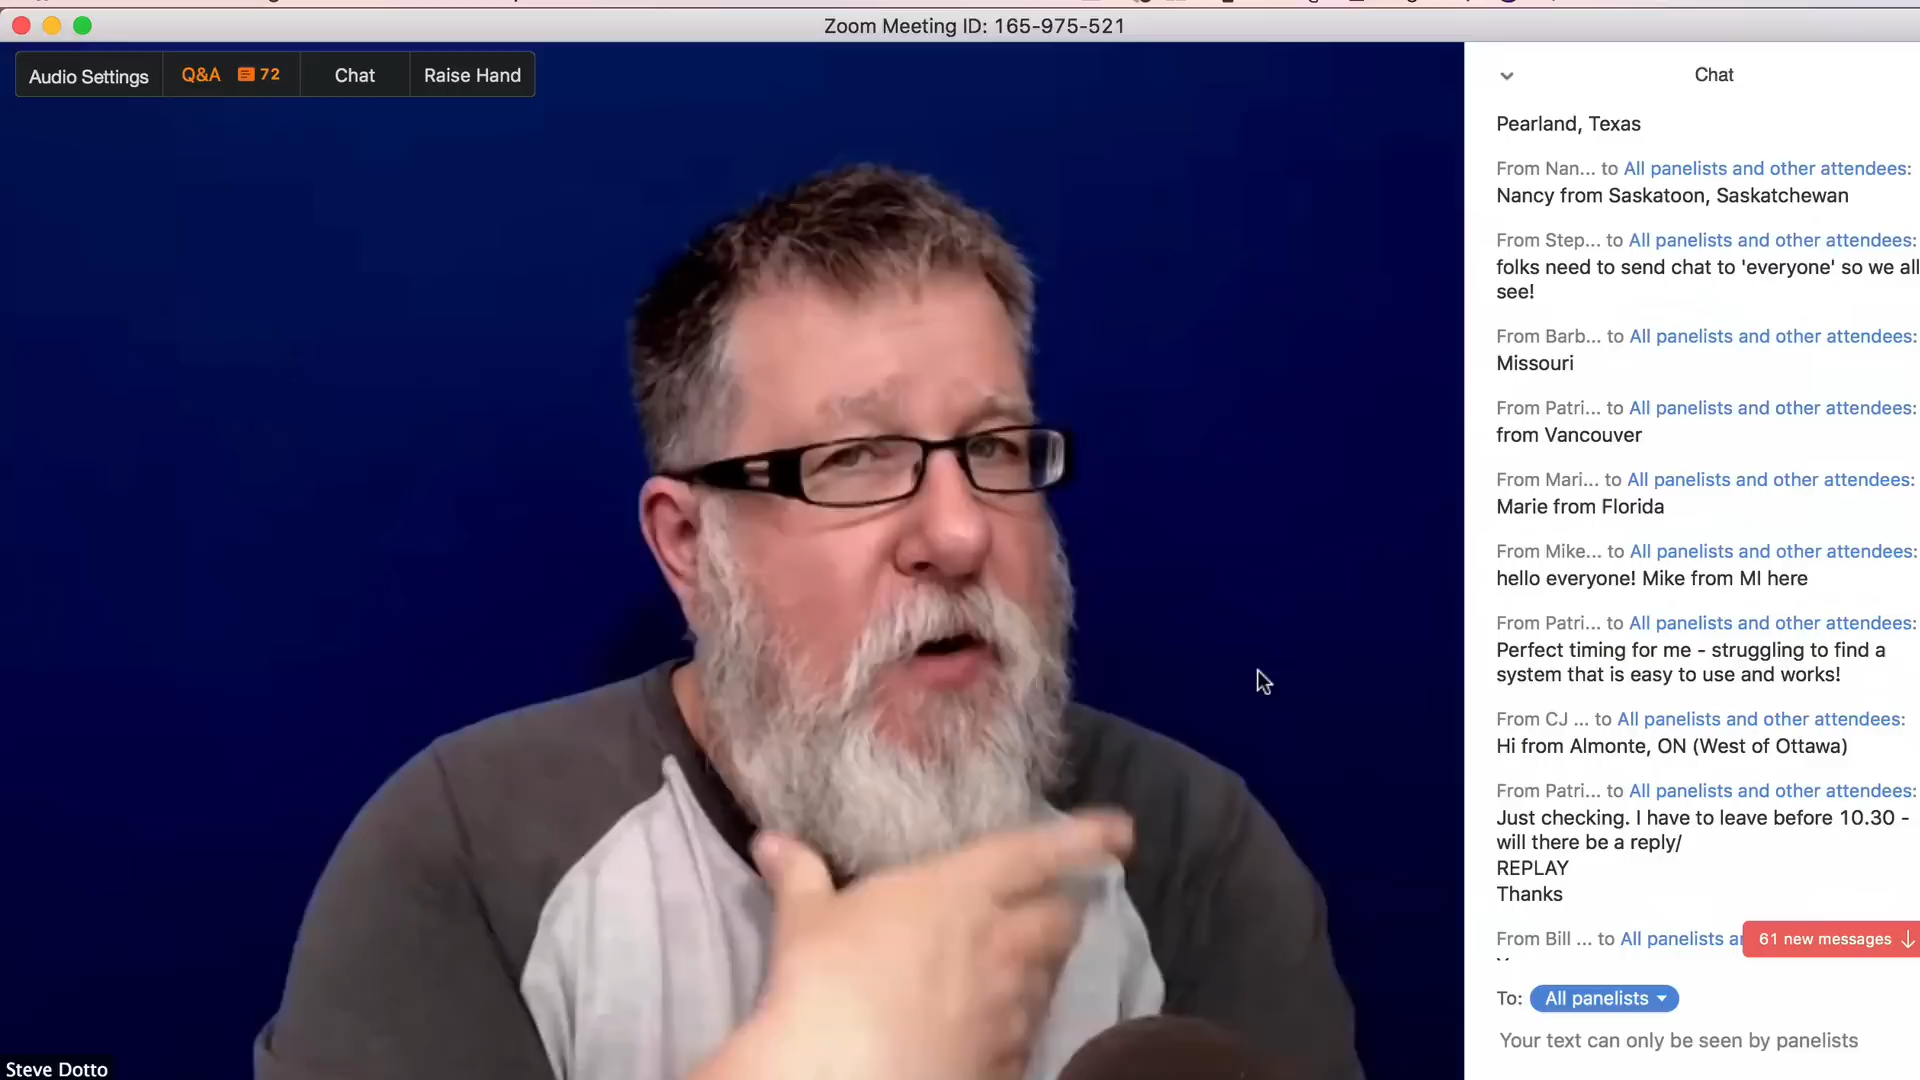 Zoom Meeting ID: 165-975-521
Audio Settings
Q&A 72
Chat
Raise Hand
Chat
Pearland, Texas
From Nan... to All panelists and other attendees:
Nancy from Saskatoon, Saskatchewan
From Step... to All panelists and other attendees:
folks need to send chat to 'everyone' so we all
see!
From Barb... to All panelists and other attendees:
Missouri
From Patri... to All panelists and other attendees:
from Vancouver
From Mari... to All panelists and other attendees:
Marie from Florida
From Mike... to All panelists and other attendees:
hello everyone! Mike from MI here
From Patri... to All panelists and other attendees:
Perfect timing for me - struggling to find a
system that is easy to use and works!
From CJ ... to All panelists and other attendees:
Hi from Almonte, ON (West of Ottawa)
From Patri... to All panelists and other attendees:
Just checking. I have to leave before 10.30 -
will there be a reply/
REPLAY
Thanks
From Bill ... to All panelists
61 new messages
To: All panelists
Your text can only be seen by panelists
Steve Dotto